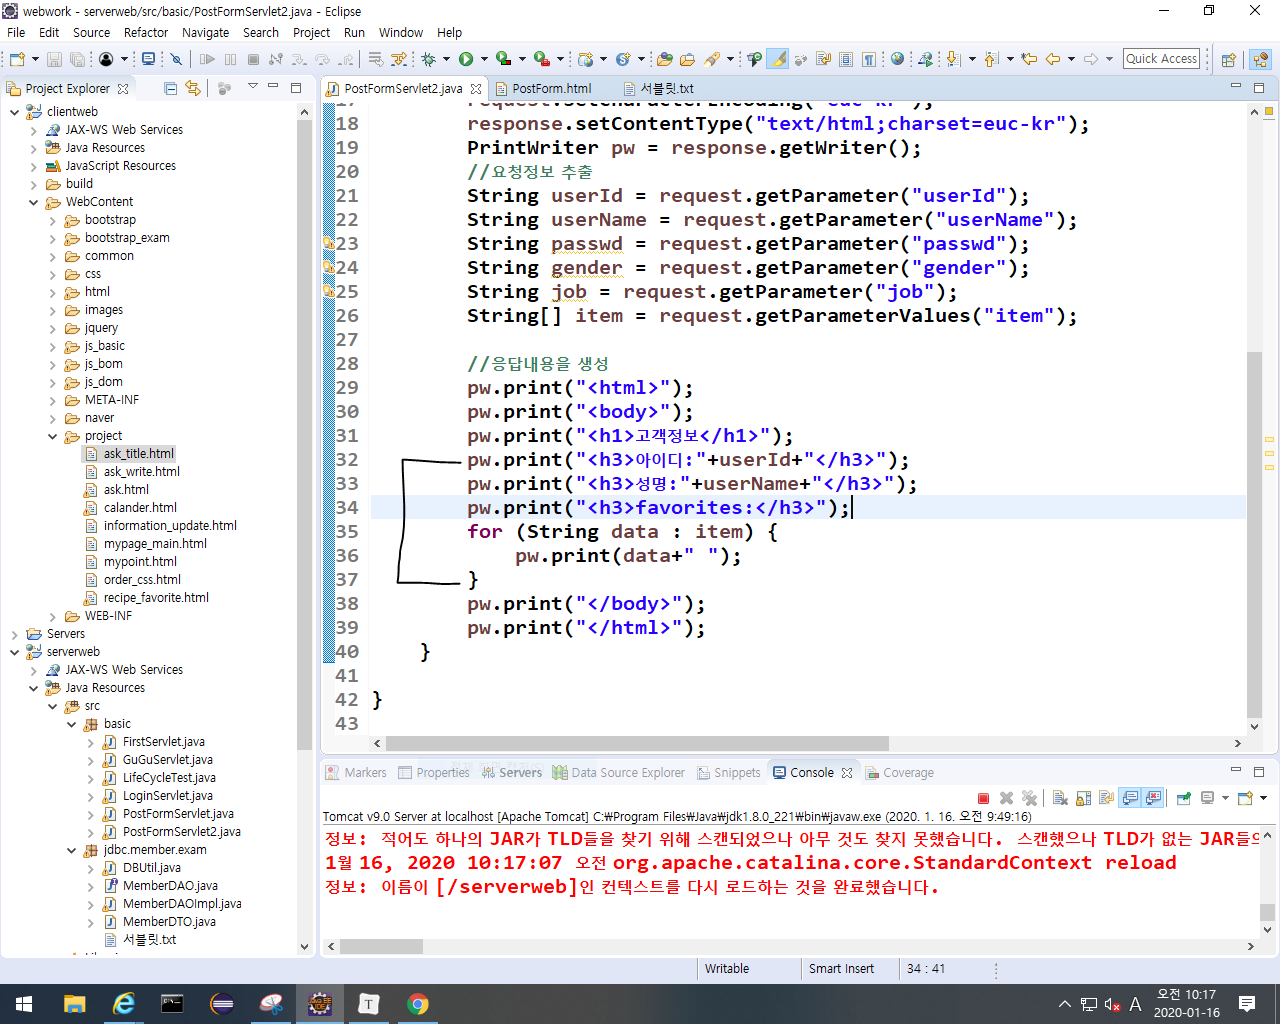 webwork - serverweb/src/basic/PostFormServlet2.java - Eclipse
File Edit Source Refactor Navigate Search Project Run Window Help
Quick Access
Project Explorer
clientweb
JAX-WS Web Services
Java Resources
JavaScript Resources
build
WebContent
bootstrap
bootstrap_exam
common
css
html
images
jquery
js_basic
js_bom
js_dom
META-INF
naver
project
ask_title.html
ask_write.html
ask.html
calander.html
information_update.html
mypage_main.html
mypoint.html
order_css.html
recipe_favorite.html
WEB-INF
Servers
serverweb
JAX-WS Web Services
Java Resources
src
basic
FirstServlet.java
GuGuServlet.java
LifeCycleTest.java
LoginServlet.java
PostFormServlet.java
PostFormServlet2.java
jdbc.member.exam
DBUtil.java
MemberDAO.java
MemberDAOImpl.java
MemberDTO.java
서블릿.txt
PostFormServlet2.java PostForm.html 서블릿.txt
17 request.setCharacterEncoding("euc-kr");
18 response.setContentType("text/html;charset=euc-kr");
19 PrintWriter pw = response.getWriter();
20 //요청정보 추출
21 String userId = request.getParameter("userId");
22 String userName = request.getParameter("userName");
23 String passwd = request.getParameter("passwd");
24 String gender = request.getParameter("gender");
25 String job = request.getParameter("job");
26 String[] item = request.getParameterValues("item");
27
28 //응답내용을 생성
29 pw.print("<html>");
30 pw.print("<body>");
31 pw.print("<h1>고객정보</h1>");
32 pw.print("<h3>아이디:"+userId+"</h3>");
33 pw.print("<h3>성명:"+userName+"</h3>");
34 pw.print("<h3>favorites:</h3>");
35 for (String data : item) {
36 pw.print(data+" ");
37 }
38 pw.print("</body>");
39 pw.print("</html>");
40 }
41
42 }
43
Markers Properties Servers Data Source Explorer Snippets Console Coverage
Tomcat v9.0 Server at localhost [Apache Tomcat] C:₩Program Files₩Java₩jdk1.8.0_221₩bin₩javaw.exe (2020. 1. 16. 오전 9:49:16)
정보: 적어도 하나의 JAR가 TLD들을 찾기 위해 스캔되었으나 아무 것도 찾지 못했습니다. 스캔했으나 TLD가 없는 JAR들의
1월 16, 2020 10:17:07 오전 org.apache.catalina.core.StandardContext reload
정보: 이름이 [/serverweb]인 컨텍스트를 다시 로드하는 것을 완료했습니다.
Writable Smart Insert 34 : 41
A 오전 10:17
2020-01-16